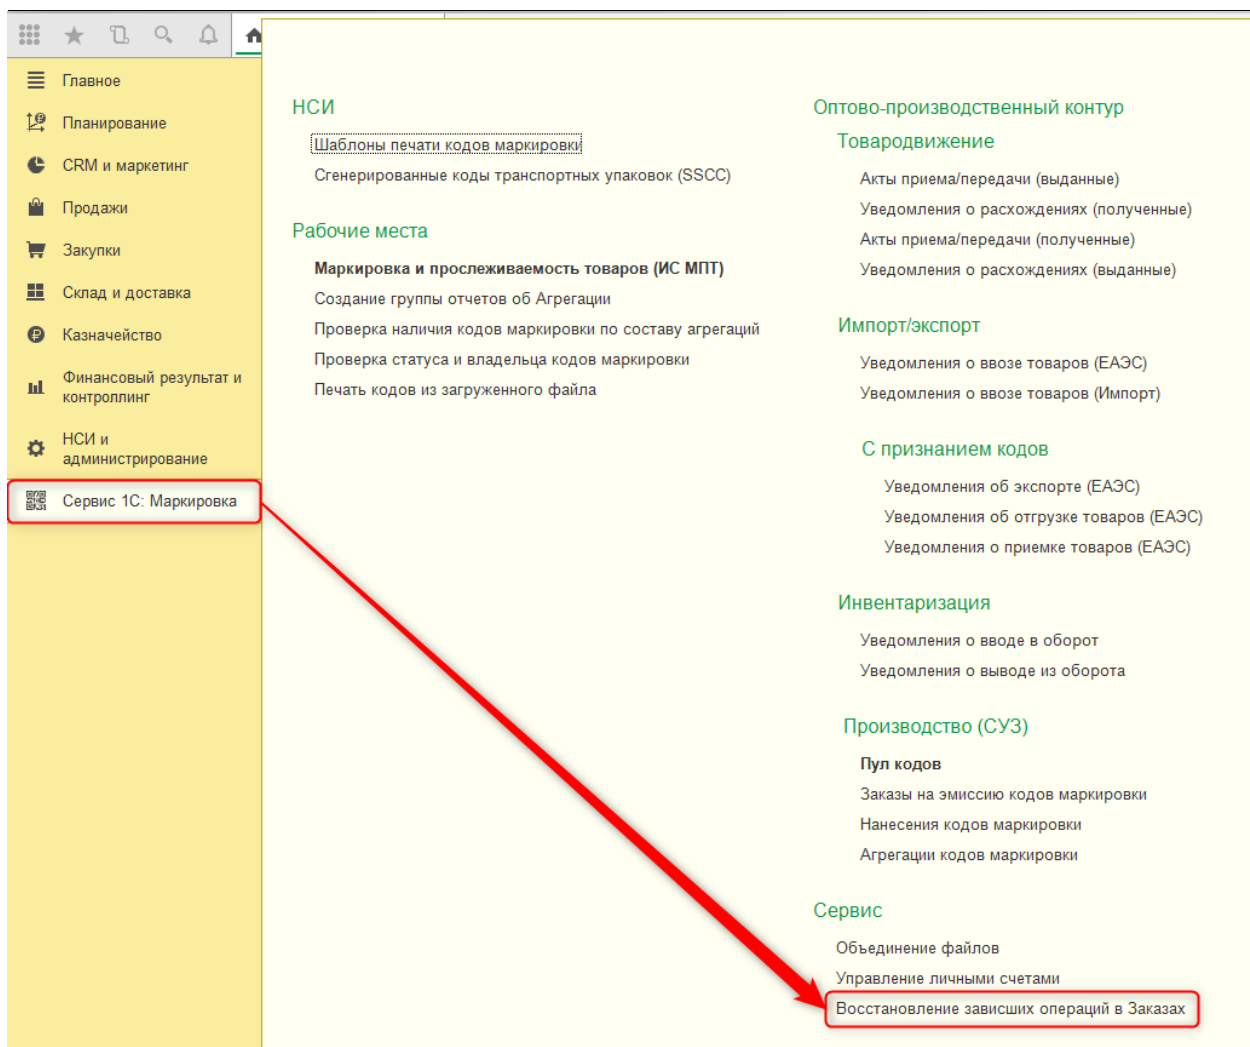 Главное
Планирование
CRM и маркетинг
Продажи
Закупки
Склад и доставка
Казначейство
Финансовый результат и
контроллинг
НСИ и
администрирование
Сервис 1С: Маркировка
НСИ
Шаблоны печати кодов маркировки
Сгенерированные коды транспортных упаковок (SSCC)
Рабочие места
Маркировка и прослеживаемость товаров (ИС МПТ)
Создание группы отчетов об Агрегации
Проверка наличия кодов маркировки по составу агрегаций
Проверка статуса и владельца кодов маркировки
Печать кодов из загруженного файла
Оптово-производственный контур
Товародвижение
Акты приема/передачи (выданные)
Уведомления о расхождениях (полученные)
Акты приема/передачи (полученные)
Уведомления о расхождениях (выданные)
Импорт/экспорт
Уведомления о ввозе товаров (ЕАЭС)
Уведомления о ввозе товаров (Импорт)
С признанием кодов
Уведомления об экспорте (ЕАЭС)
Уведомления об отгрузке товаров (ЕАЭС)
Уведомления о приемке товаров (ЕАЭС)
Инвентаризация
Уведомления о вводе в оборот
Уведомления о выводе из оборота
Производство (СУЗ)
Пул кодов
Заказы на эмиссию кодов маркировки
Нанесения кодов маркировки
Агрегации кодов маркировки
Сервис
Объединение файлов
Управление личными счетами
Восстановление зависших операций в Заказах